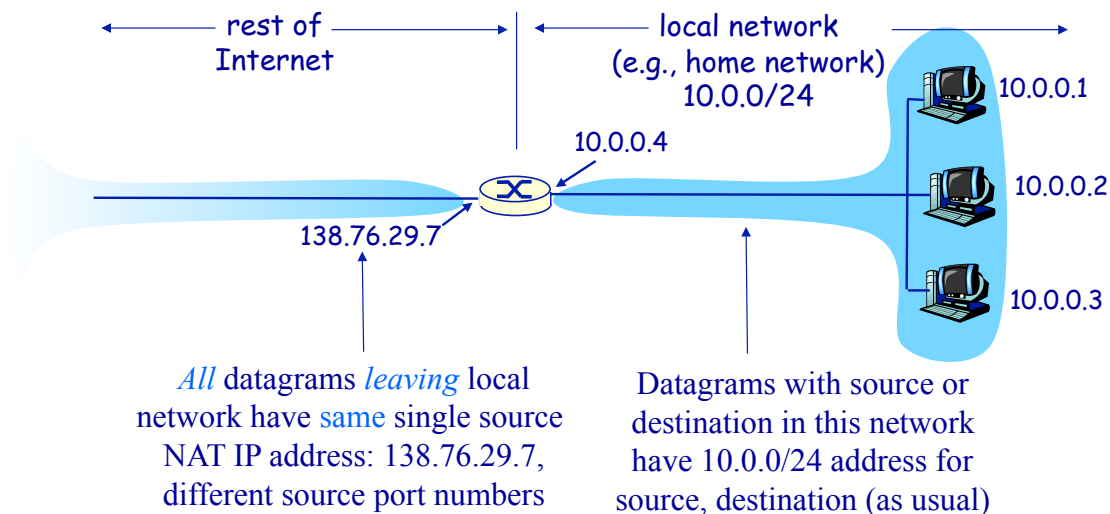 rest of
Internet
local network
(e.g., home network)
10.0.0/24
10.0.0.1
10.0.0.4
10.0.0.2
138.76.29.7
10.0.0.3
All datagrams leaving local
network have same single source
NAT IP address: 138.76.29.7,
different source port numbers
Datagrams with source or
destination in this network
have 10.0.0/24 address for
source, destination (as usual)